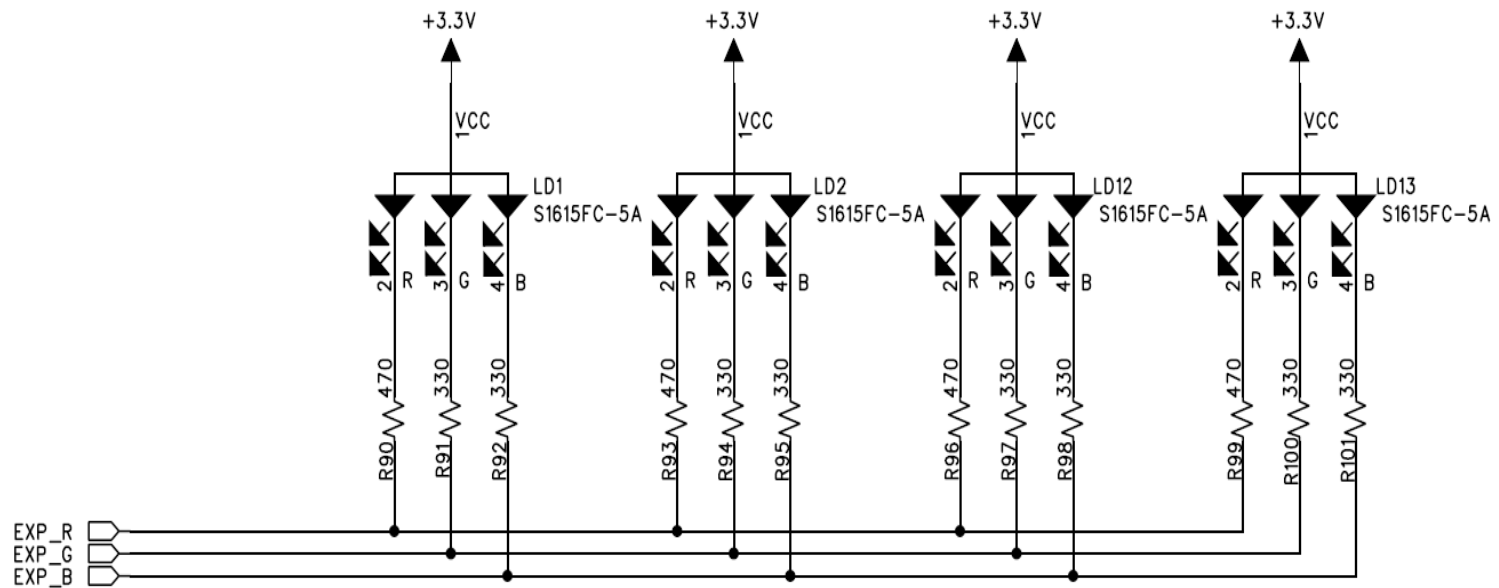 +3.3V +3.3V +3.3V +3.3V
VCC VCC VCC VCC
1 1 1 1
LD1 LD2 LD12 LD13
S1615FC-5A S1615FC-5A S1615FC-5A S1615FC-5A
2 R 3 G 4 B 2 R 3 G 4 B 2 R 3 G 4 B 2 R 3 G 4 B
470 330 330 470 330 330 470 330 330 470 330 330
R90 R91 R92 R93 R94 R95 R96 R97 R98 R99 R100 R101
EXP_R
EXP_G
EXP_B